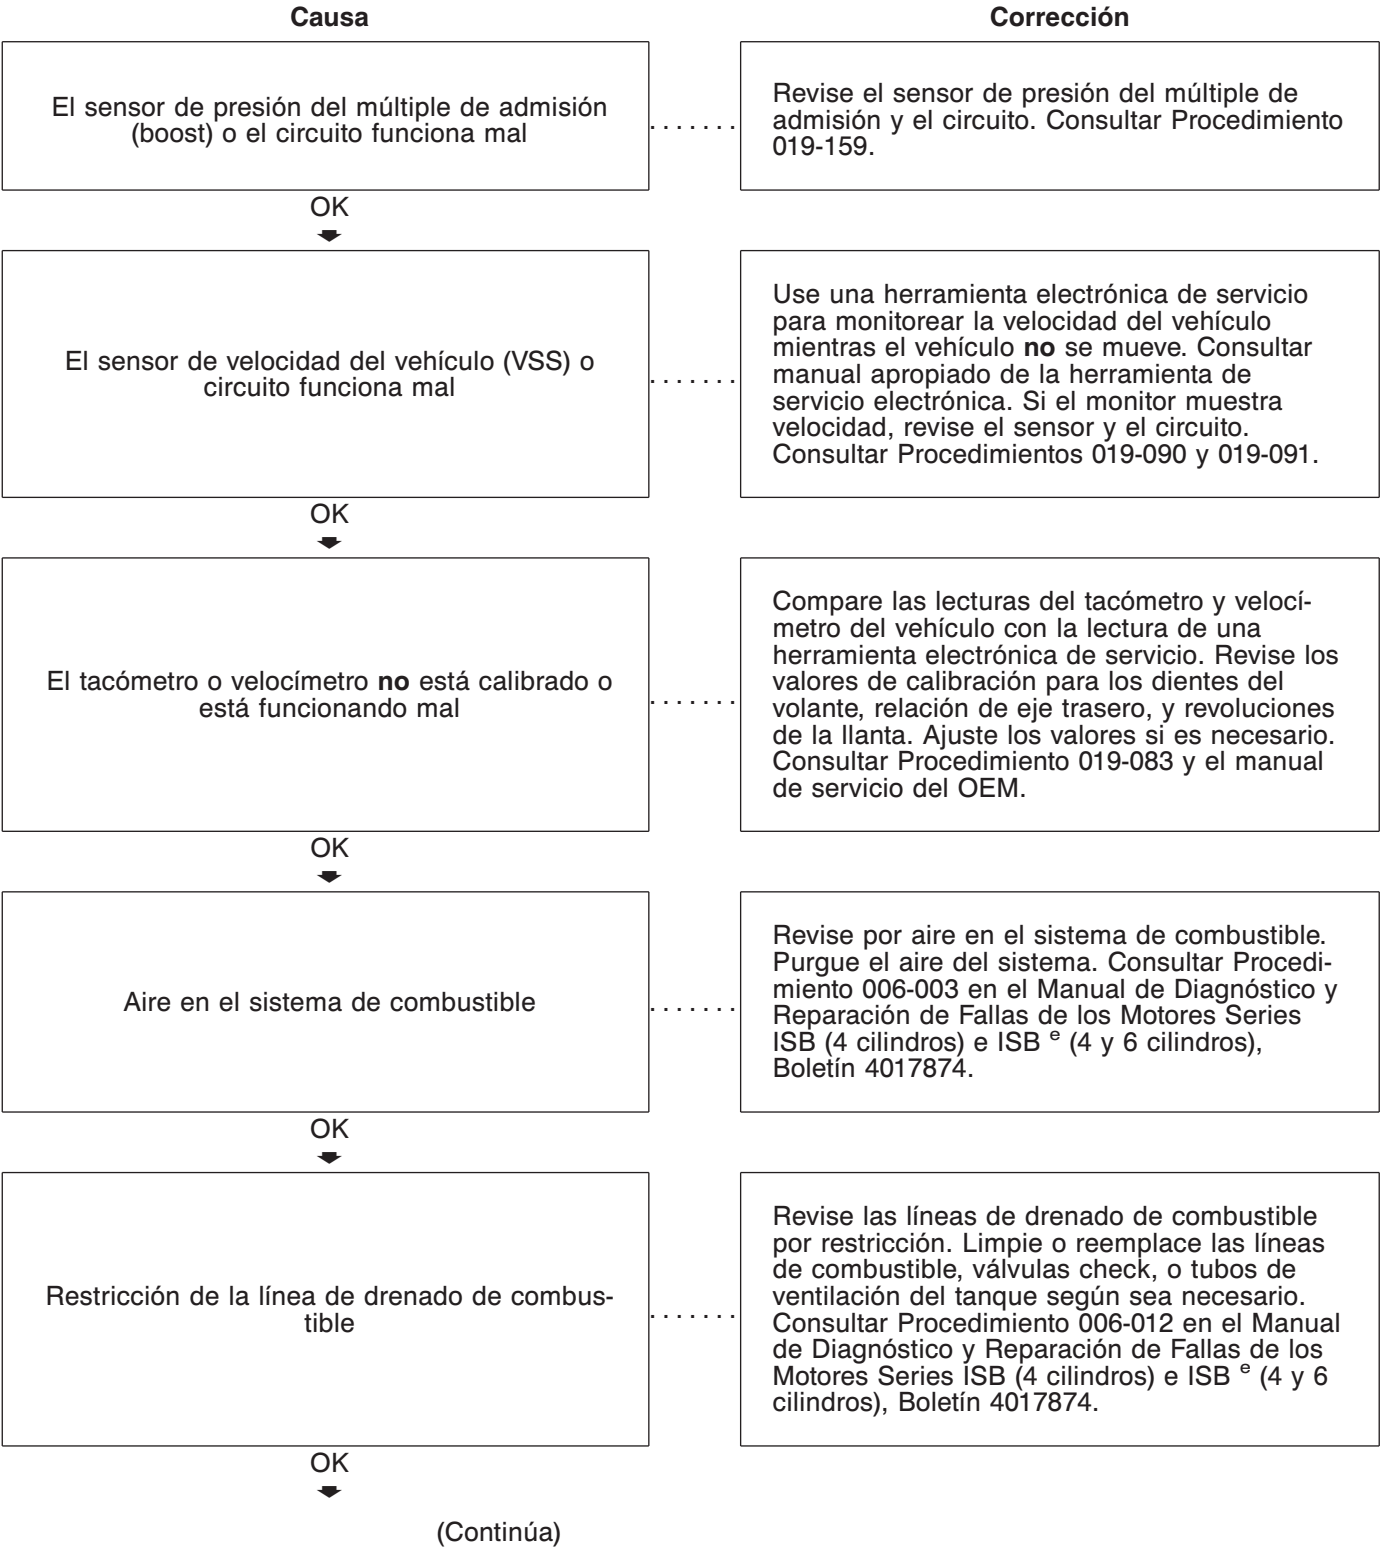 Causa
Corrección
El sensor de presión del múltiple de admisión
(boost) o el circuito funciona mal
. . . . . . .
Revise el sensor de presión del múltiple de
admisión y el circuito. Consultar Procedimiento
019-159.
OK
El sensor de velocidad del vehículo (VSS) o
circuito funciona mal
. . . . . . .
Use una herramienta electrónica de servicio
para monitorear la velocidad del vehículo
mientras el vehículo no se mueve. Consultar
manual apropiado de la herramienta de
servicio electrónica. Si el monitor muestra
velocidad, revise el sensor y el circuito.
Consultar Procedimientos 019-090 y 019-091.
OK
El tacómetro o velocímetro no está calibrado o
está funcionando mal
. . . . . . .
Compare las lecturas del tacómetro y velocí-
metro del vehículo con la lectura de una
herramienta electrónica de servicio. Revise los
valores de calibración para los dientes del
volante, relación de eje trasero, y revoluciones
de la llanta. Ajuste los valores si es necesario.
Consultar Procedimiento 019-083 y el manual
de servicio del OEM.
OK
Aire en el sistema de combustible
. . . . . . .
Revise por aire en el sistema de combustible.
Purgue el aire del sistema. Consultar Procedi-
miento 006-003 en el Manual de Diagnóstico y
Reparación de Fallas de los Motores Series
ISB (4 cilindros) e ISB e (4 y 6 cilindros),
Boletín 4017874.
OK
Restricción de la línea de drenado de combus-
tible
. . . . . . .
Revise las líneas de drenado de combustible
por restricción. Limpie o reemplace las líneas
de combustible, válvulas check, o tubos de
ventilación del tanque según sea necesario.
Consultar Procedimiento 006-012 en el Manual
de Diagnóstico y Reparación de Fallas de los
Motores Series ISB (4 cilindros) e ISB e (4 y 6
cilindros), Boletín 4017874.
OK
(Continúa)